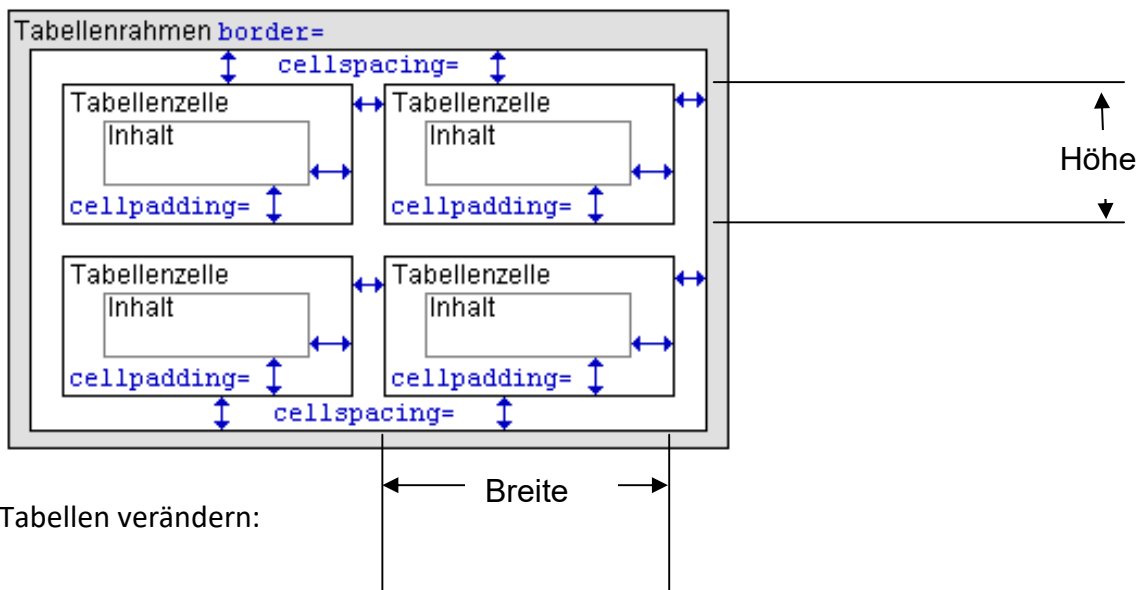 Tabellenrahmen border=
cellspacing=
Tabellenzelle Tabellenzelle
Inhalt Inhalt
Höhe
cellpadding= cellpadding=
Tabellenzelle Tabellenzelle
Inhalt Inhalt
cellpadding= cellpadding=
cellspacing=
Breite
Tabellen verändern: